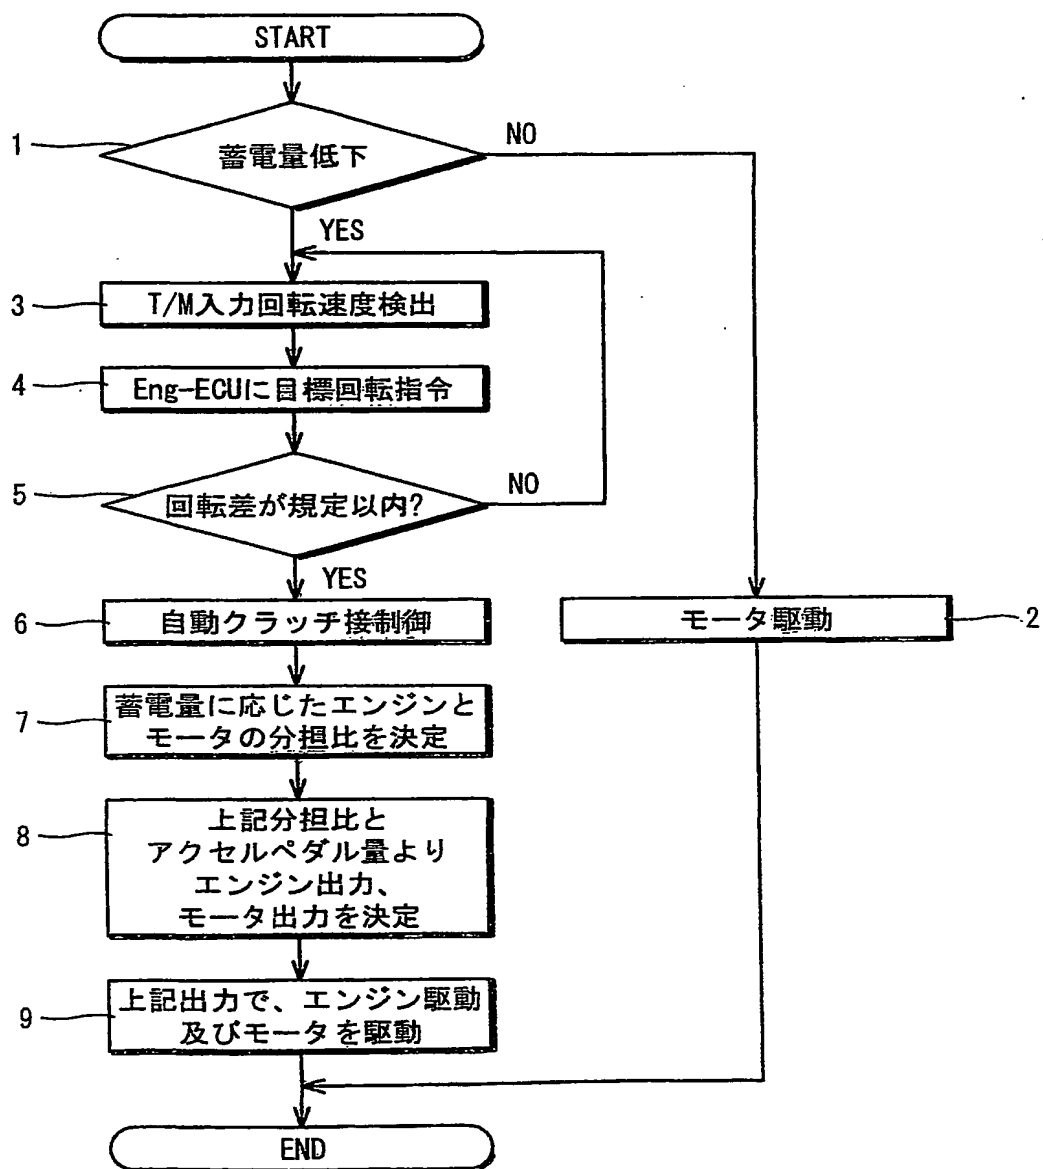 START
1
蓄電量低下
NO
YES
3
T/M入力回転速度検出
4
Eng-ECUに目標回転指令
5
回転差が規定以内?
NO
YES
6
自動クラッチ接制御
モータ駆動
2
7
蓄電量に応じたエンジンと
モータの分担比を決定
8
上記分担比と
アクセルペダル量より
エンジン出力、
モータ出力を決定
9
上記出力で、エンジン駆動
及びモータを駆動
END